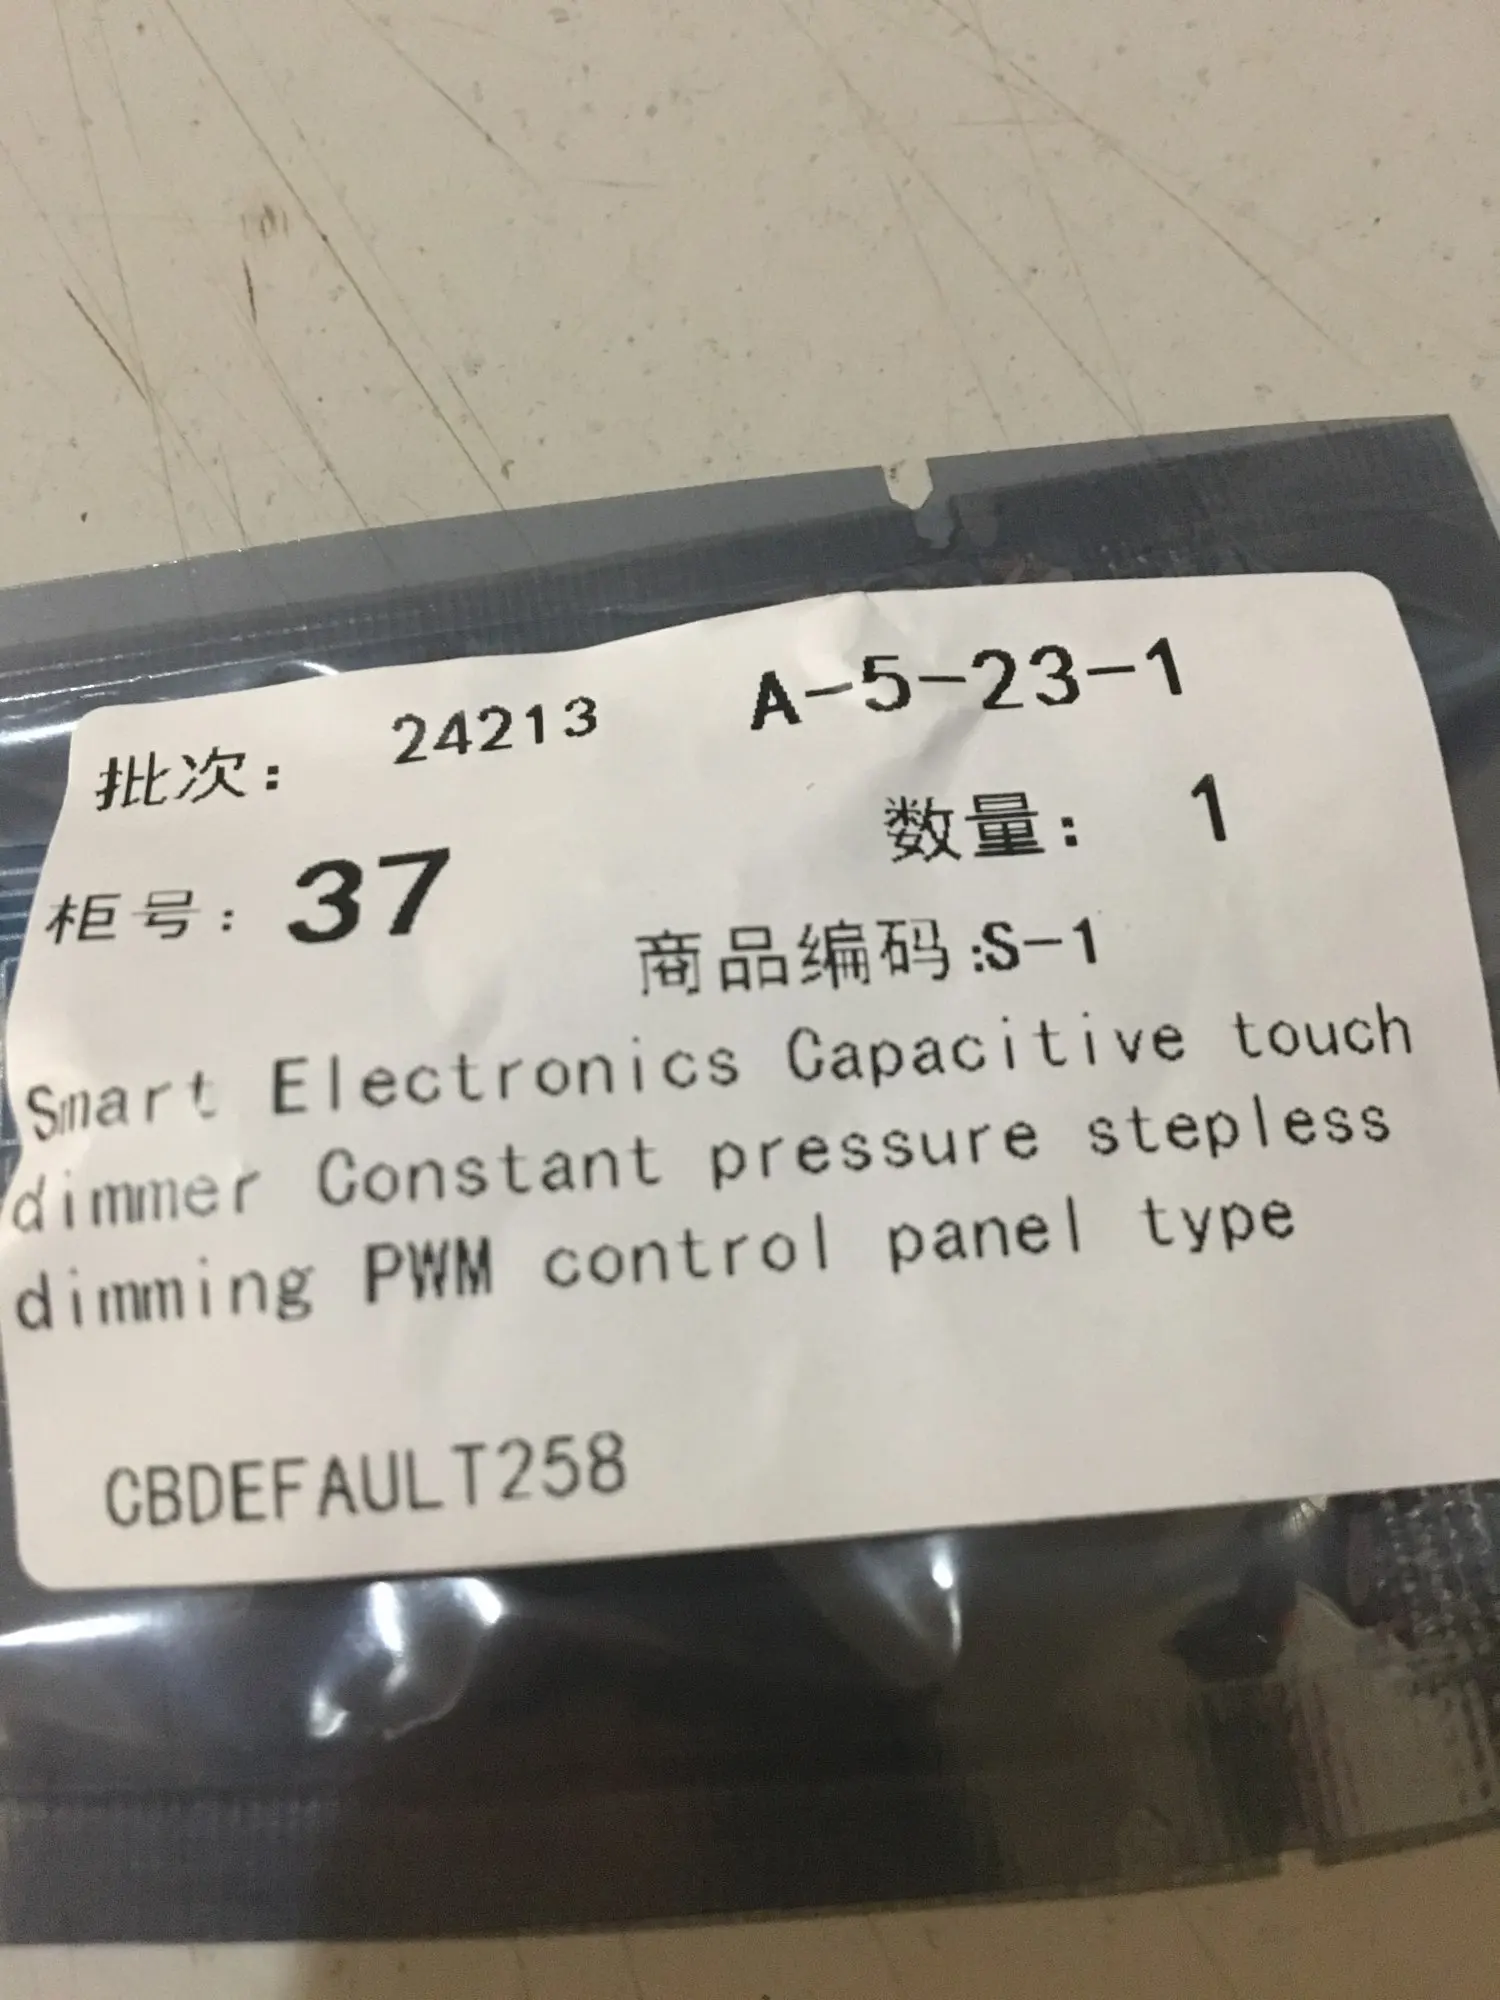 批次： 24213 A-5-23-1
数量： 1
柜号： 37
商品编码:S-1
Smart Electronics Capacitive touch
dimmer Constant pressure stepless
dimming PWM control panel type
CBDEFAULT258